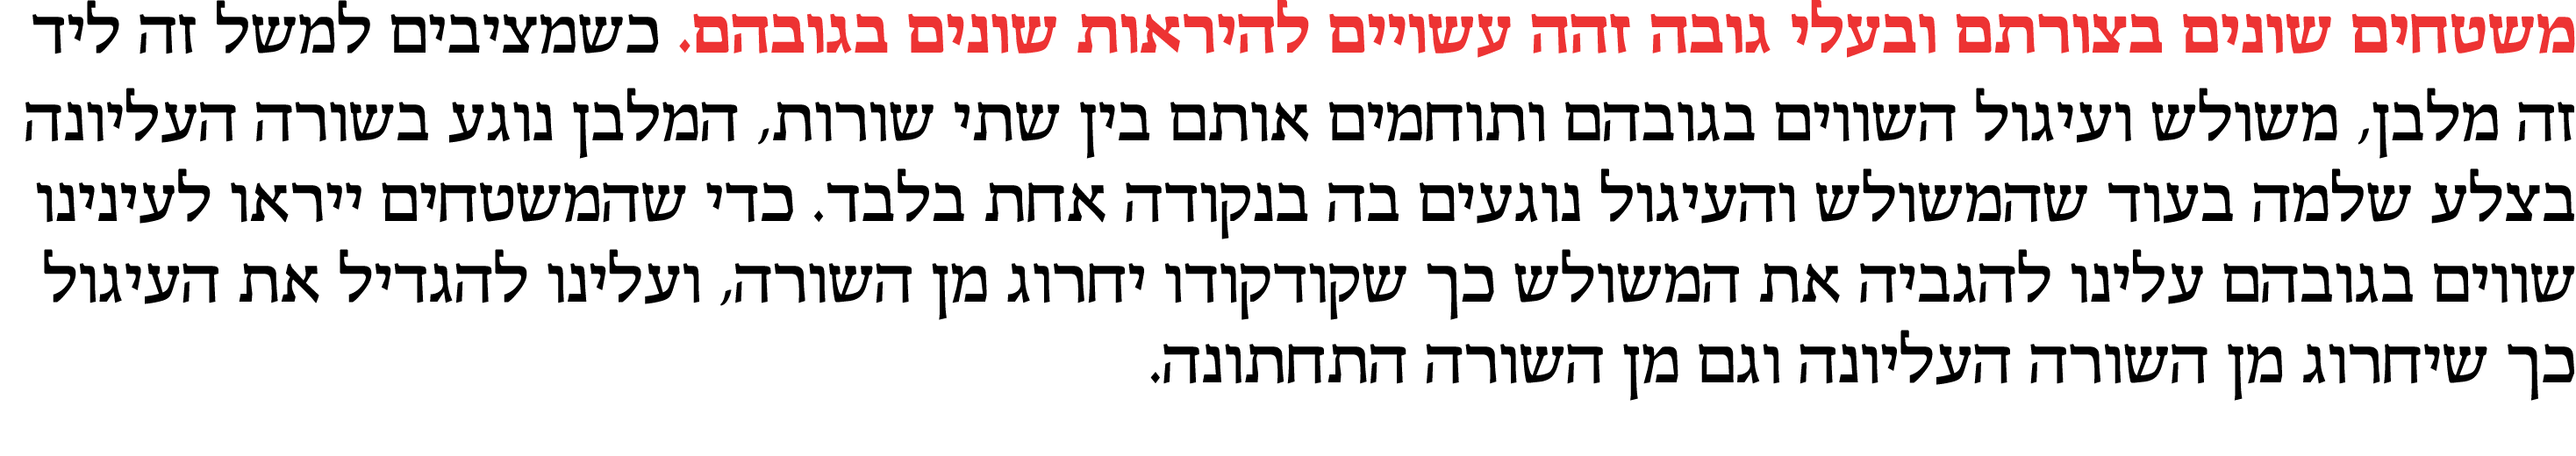 משטחים שונים בצורתם ובעלי גובה זהה עשויים להיראות שונים בגובהם. כשמציבים למשל זה ליד
זה מלבן, משולש ועיגול השווים בגובהם ותוחמים אותם בין שתי שורות, המלבן נוגע בשורה העליונה
בצלע שלמה בעוד שהמשולש והעיגול נוגעים בה בנקודה אחת בלבד. כדי שהמשטחים ייראו לעינינו
שווים בגובהם עלינו להגביה את המשולש כך שקודקודו יחרוג מן השורה, ועלינו להגדיל את העיגול
כך שיחרוג מן השורה העליונה וגם מן השורה התחתונה.